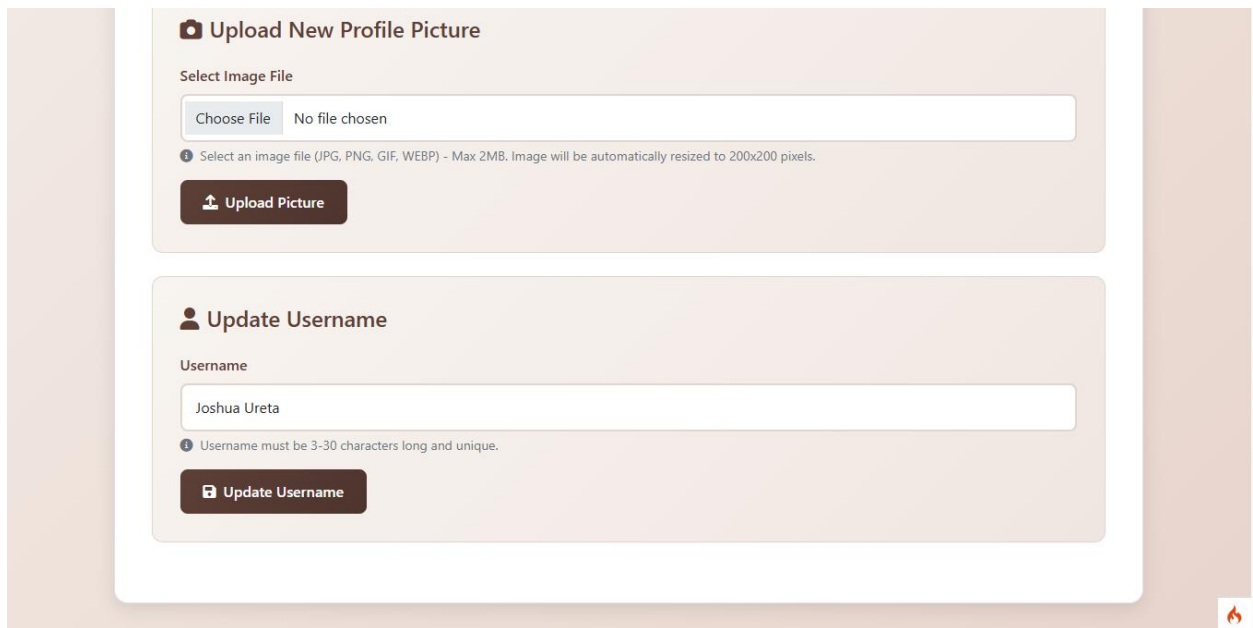 Upload New Profile Picture
Select Image File
Choose File No file chosen
Select an image file (JPG, PNG, GIF, WEBP) - Max 2MB. Image will be automatically resized to 200x200 pixels.
Upload Picture
Update Username
Username
Joshua Ureta
Username must be 3-30 characters long and unique.
Update Username